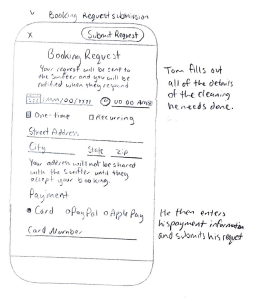 Booking Request submission
X Submit Request
Booking Request
Your request will be sent to
the Swifter and you will be
notified when they respond
/00/YYYY 00 00 AM
One-time Recurring
Street Address
City State Zip
Your address will not be shared
with the Swifter until they
accept your booking.
Payment
Card PayPal Apple Pay
Card Number
Tom fills out
all of the details
of the cleaning
he needs done.
He then enters
his payment information
and submits his request